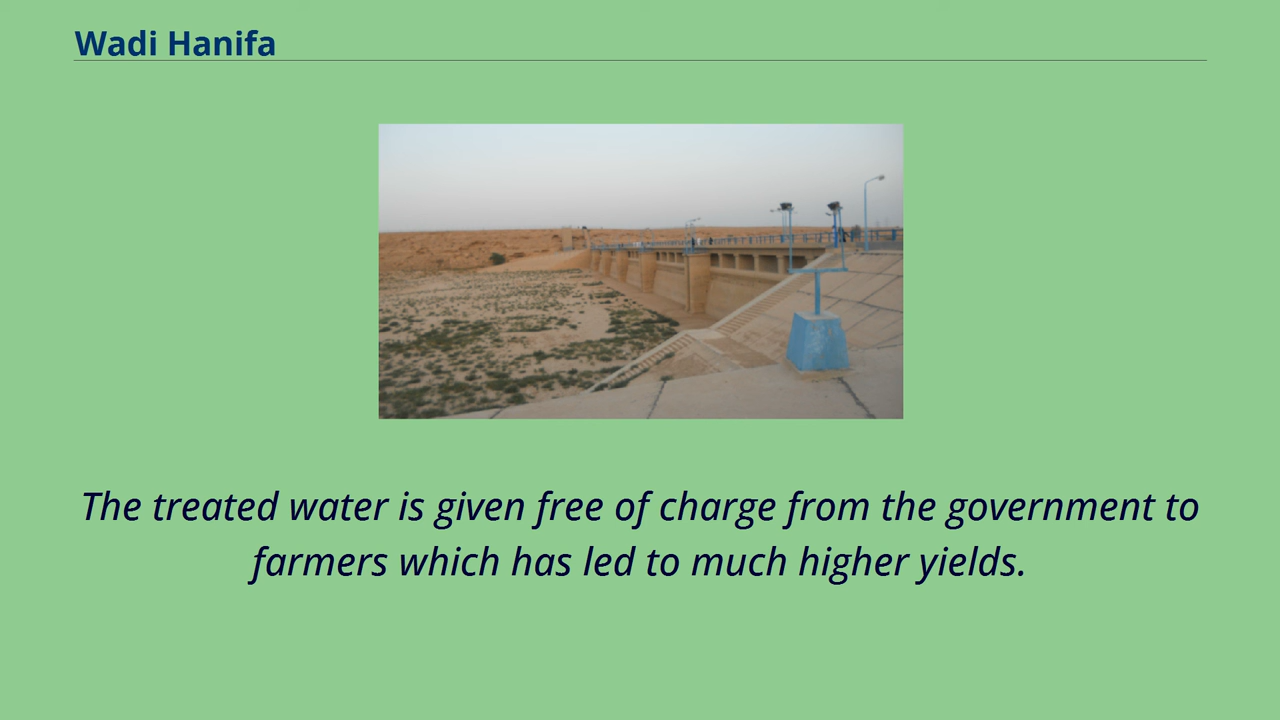 Wadi Hanifa
The treated water is given free of charge from the government to
farmers which has led to much higher yields.